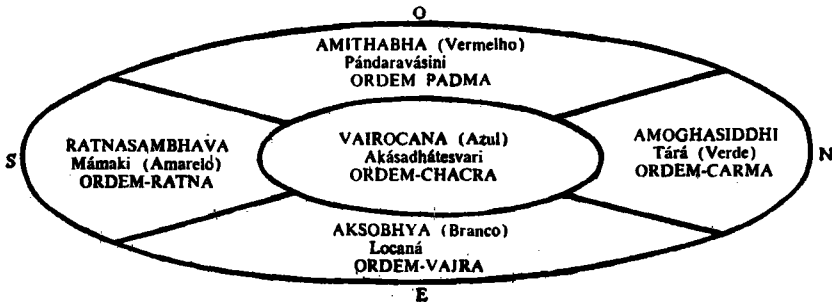 O
AMITHABHA (Vermelho)
Pándaravásini
ORDEM PADMA
S
RATNASAMBHAVA
Mámaki (Amareló)
ORDEM-RATNA
VAIROCANA (Azul)
Akásadhátesvari
ORDEM-CHACRA
AMOGHASIDDHI
Tárá (Verde)
ORDEM-CARMA
N
AKSOBHYA (Branco)
Locaná
ORDEM-VAJRA
E